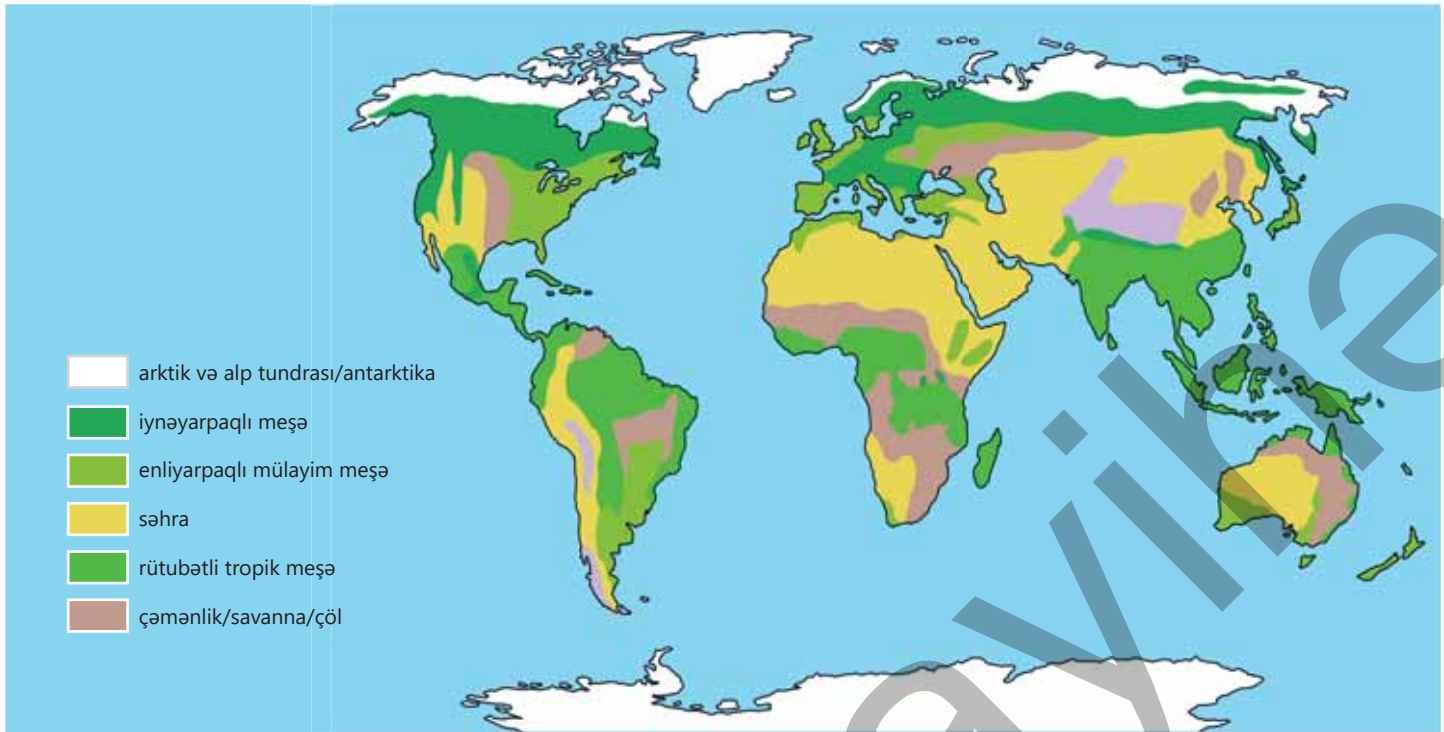 arktik və alp tundrası/antarktika
iynəyarpaqlı meşə
enliyarpaqlı mülayim meşə
səhra
rütubətli tropik meşə
çəmənlik/savanna/çöl